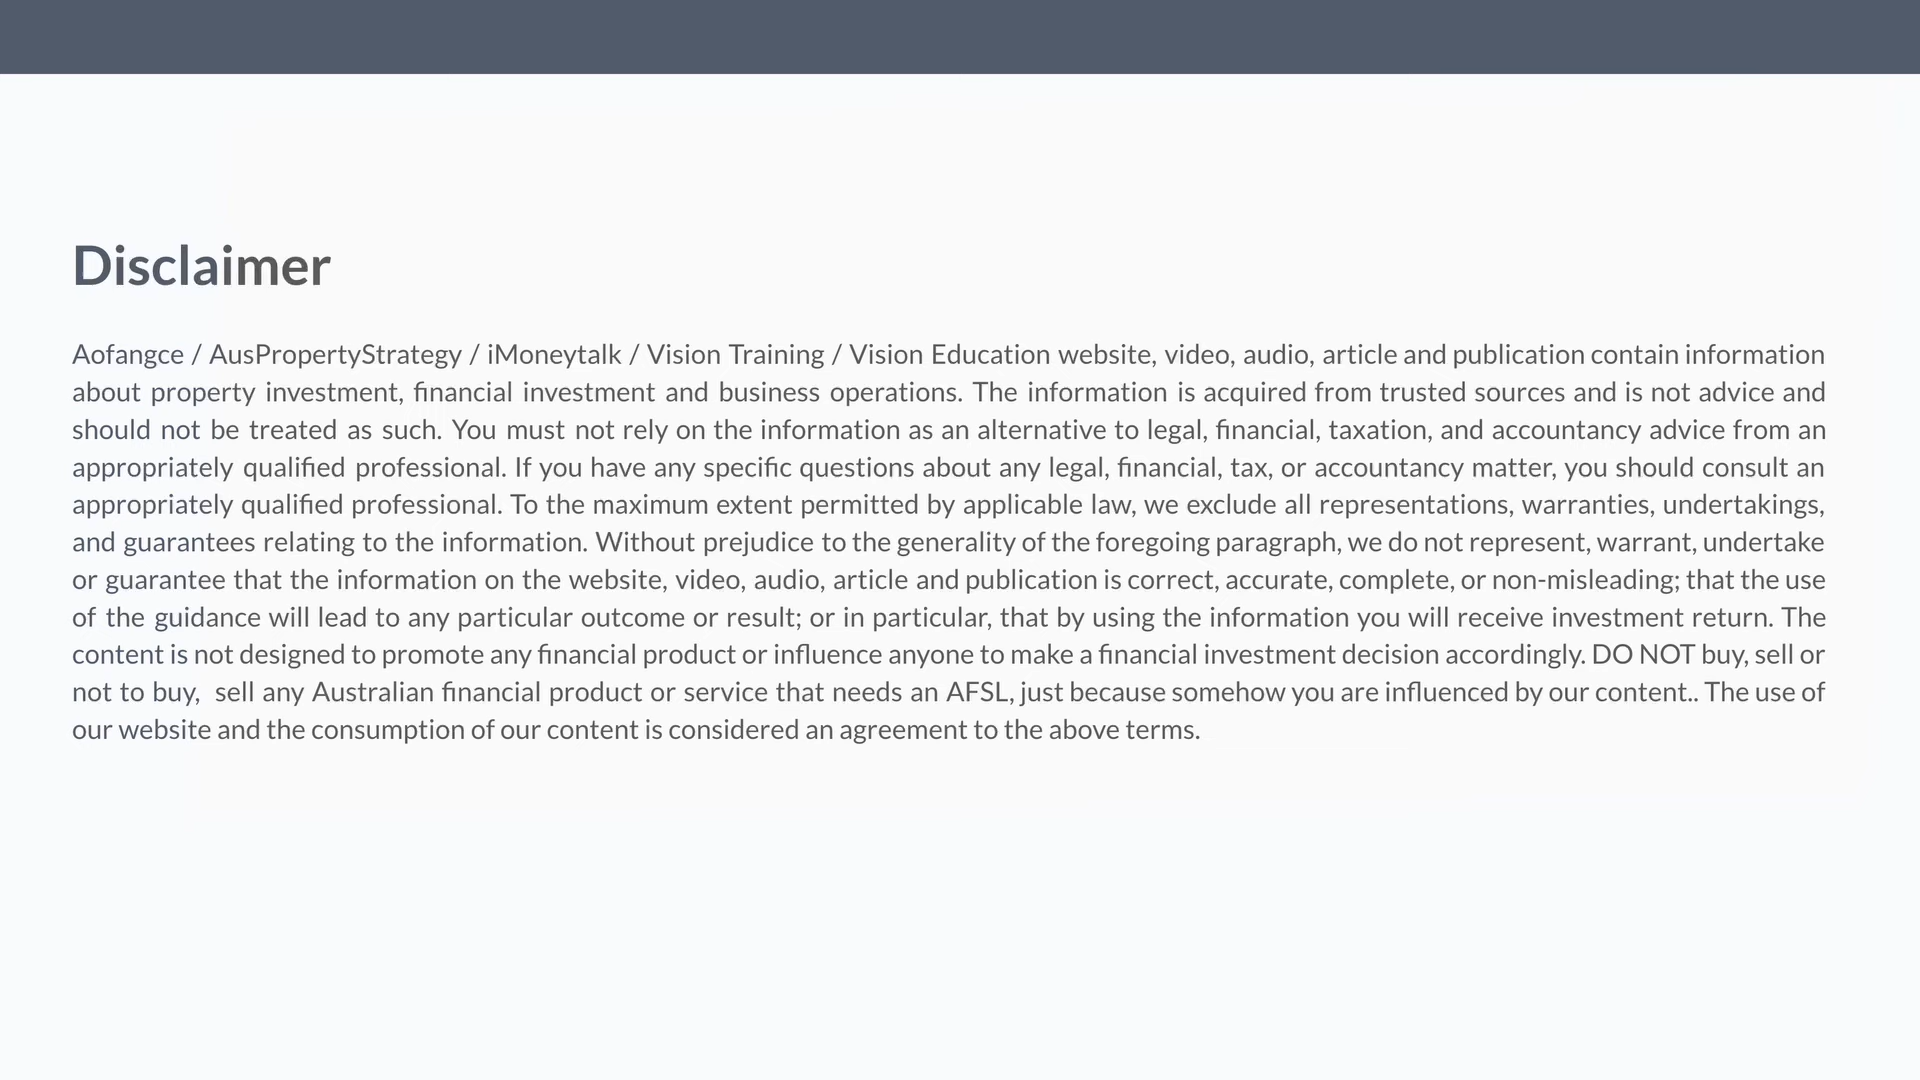 Disclaimer
Aofangce / AusPropertyStrategy / iMoneytalk / Vision Training / Vision Education website, video, audio, article and publication contain information
about property investment, financial investment and business operations. The information is acquired from trusted sources and is not advice and
should not be treated as such. You must not rely on the information as an alternative to legal, financial, taxation, and accountancy advice from an
appropriately qualified professional. If you have any specific questions about any legal, financial, tax, or accountancy matter, you should consult an
appropriately qualified professional. To the maximum extent permitted by applicable law, we exclude all representations, warranties, undertakings,
and guarantees relating to the information. Without prejudice to the generality of the foregoing paragraph, we do not represent, warrant, undertake
or guarantee that the information on the website, video, audio, article and publication is correct, accurate, complete, or non-misleading; that the use
of the guidance will lead to any particular outcome or result; or in particular, that by using the information you will receive investment return. The
content is not designed to promote any financial product or influence anyone to make a financial investment decision accordingly. DO NOT buy, sell or
not to buy,  sell any Australian financial product or service that needs an AFSL, just because somehow you are influenced by our content.. The use of
our website and the consumption of our content is considered an agreement to the above terms.